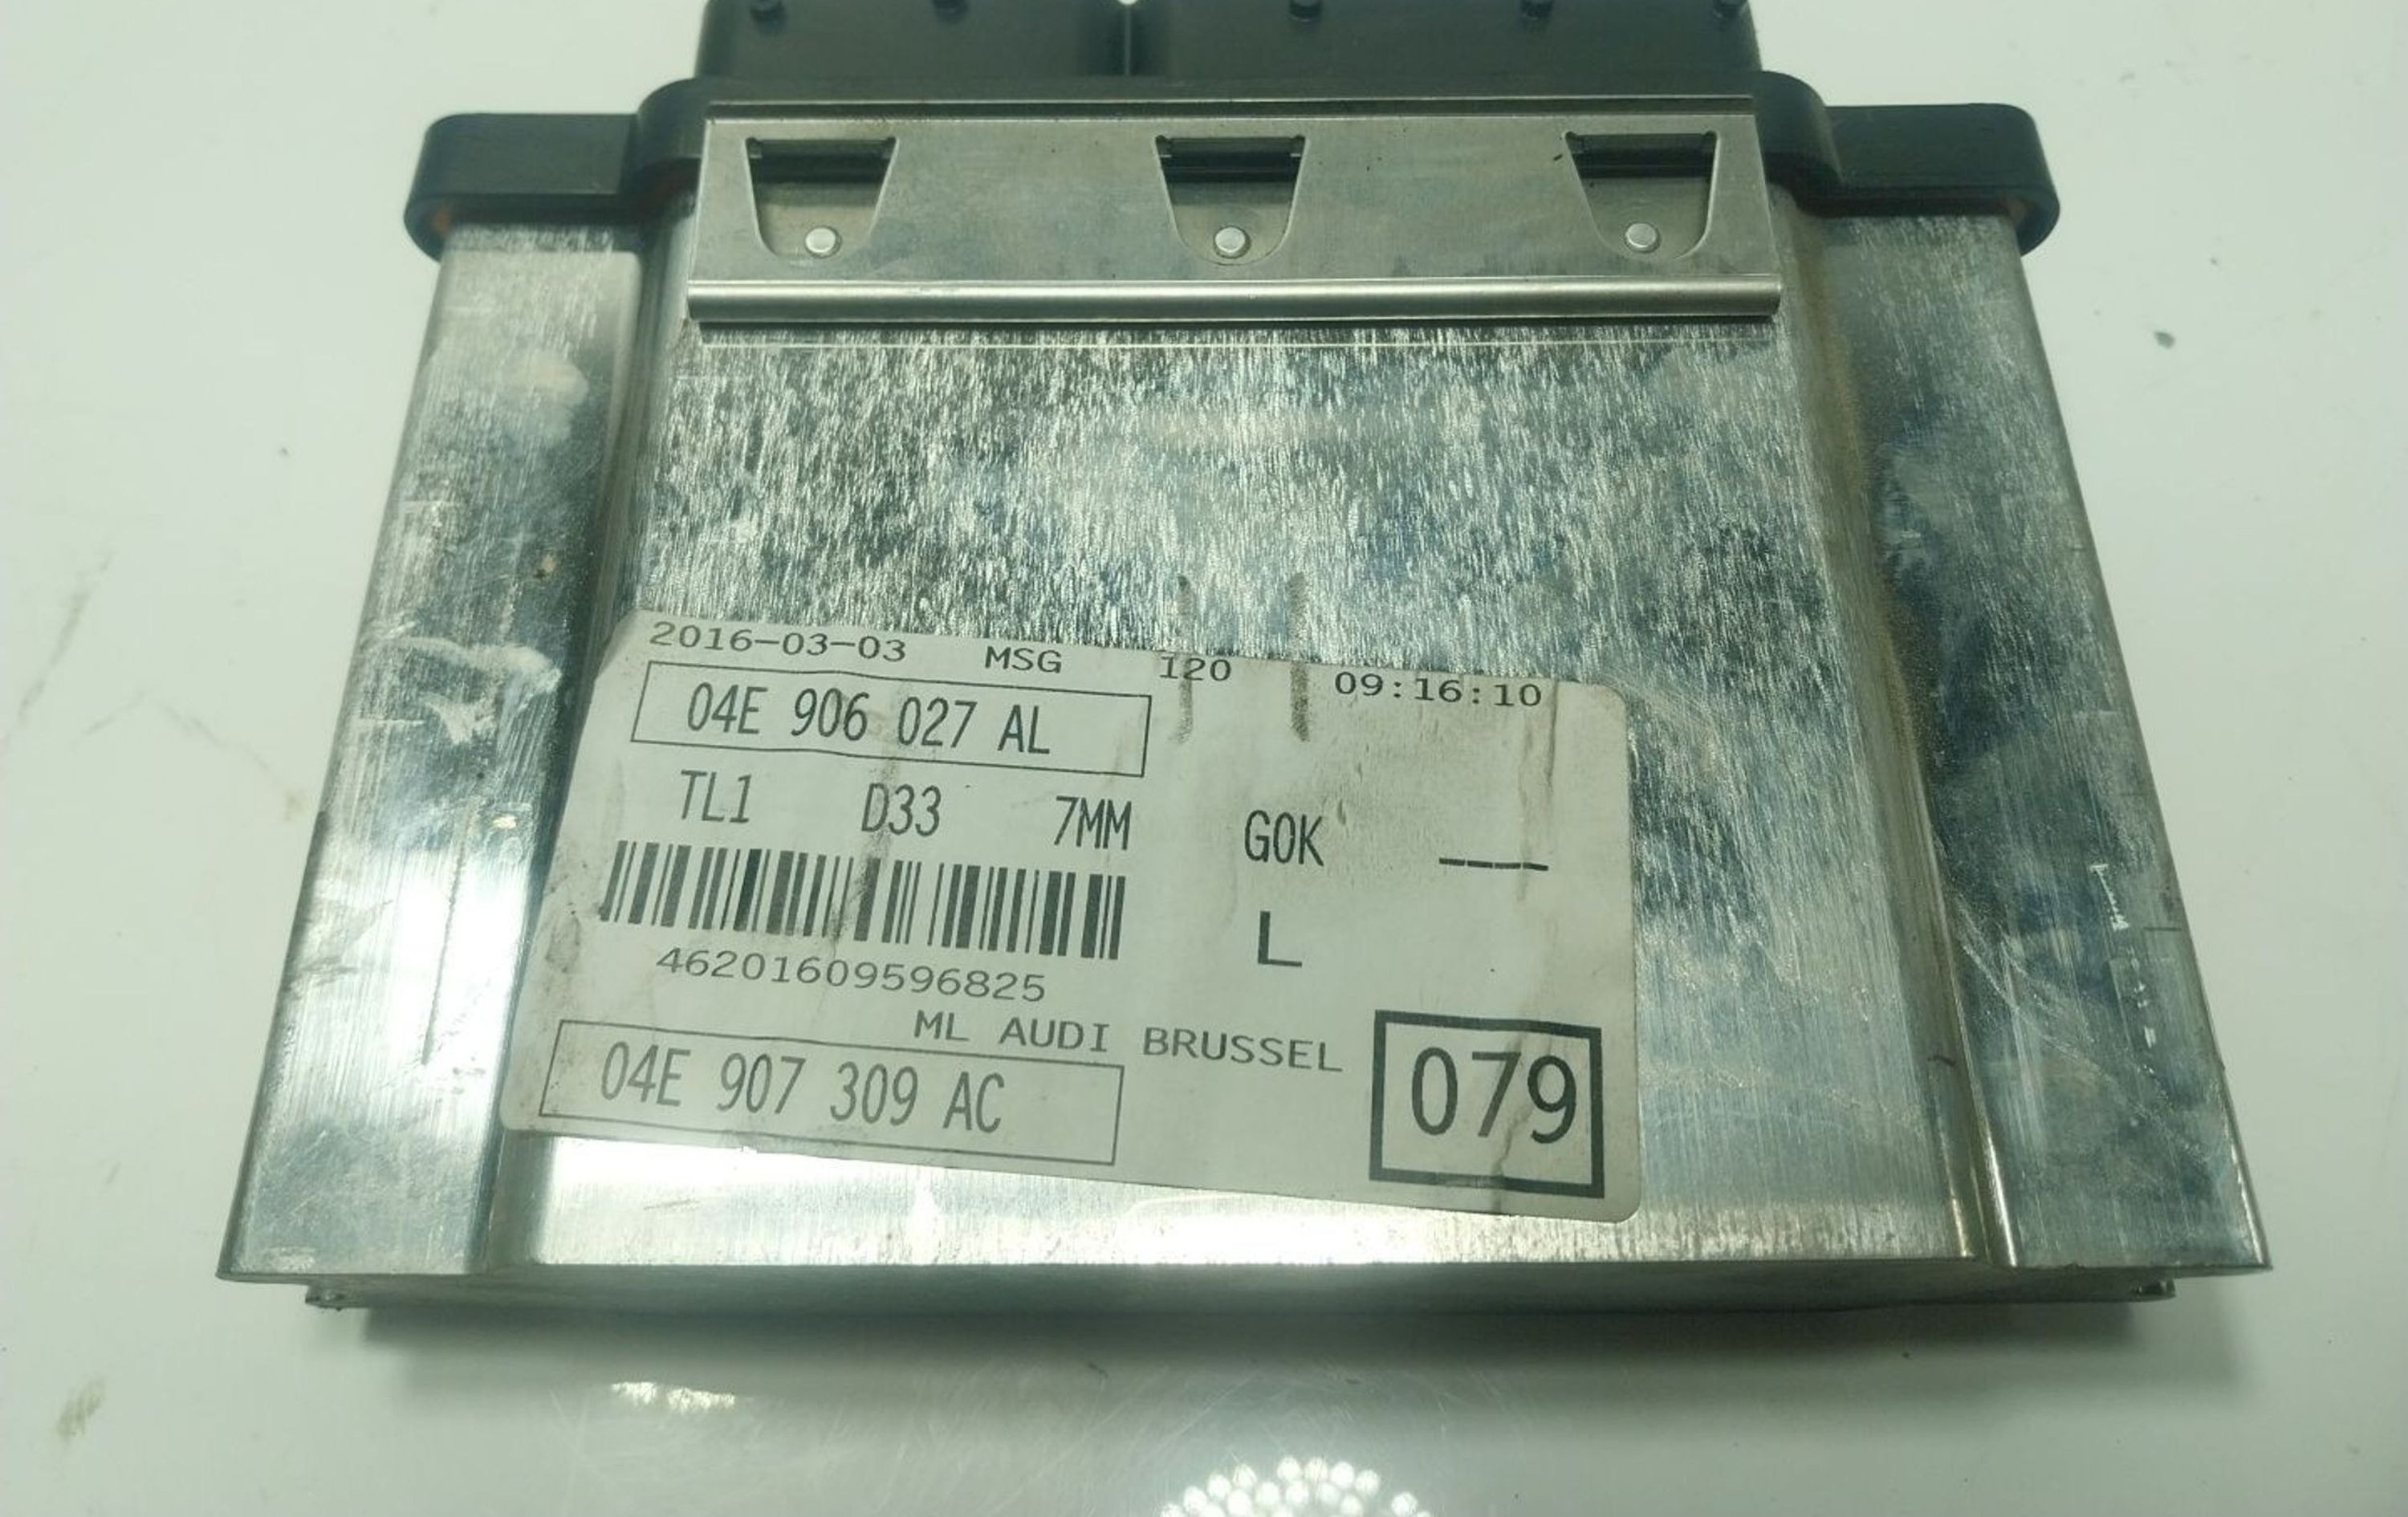 2016-03-03 MSG 120 09:16:10
04E 906 027 AL
TL1 D33 7MM G0K ___
L
46201609596825
ML AUDI BRUSSEL
04E 907 309 AC
079